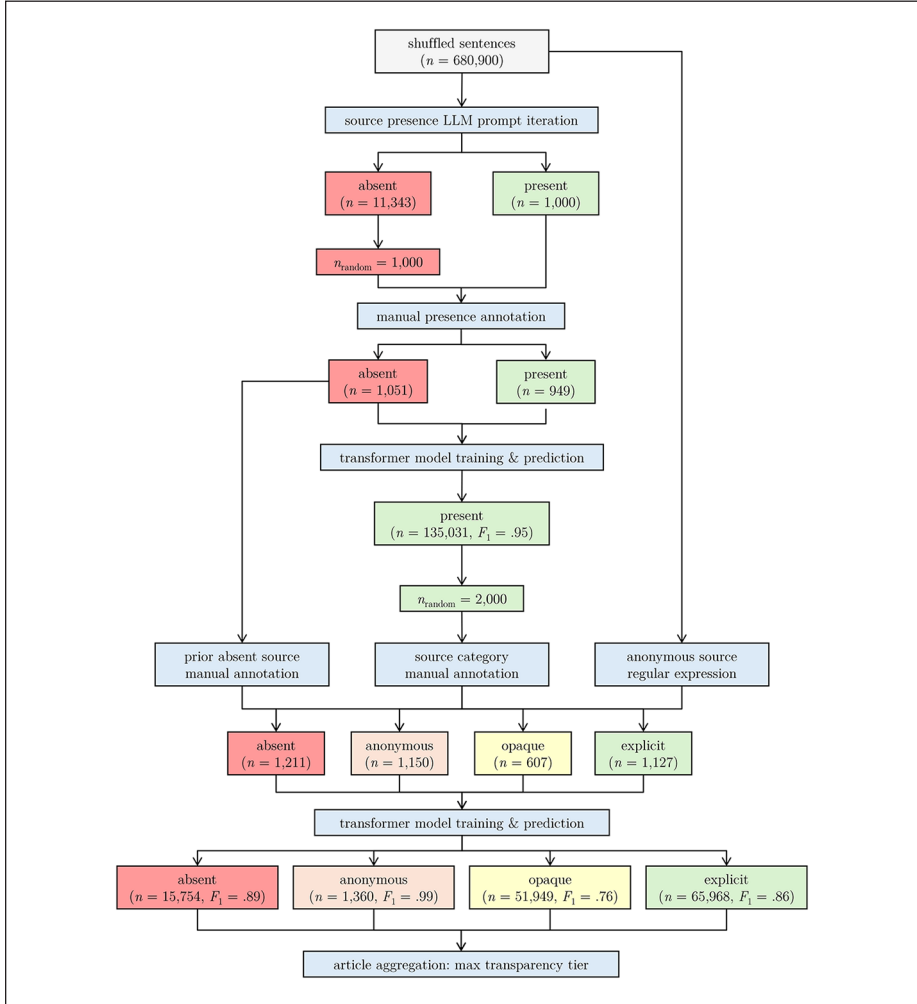 shuffled sentences
(n = 680,900)
source presence LLM prompt iteration
absent
(n = 11,343)
present
(n = 1,000)
nrandom = 1,000
manual presence annotation
absent
(n = 1,051)
present
(n = 949)
transformer model training & prediction
present
(n = 135,031, F1 = .95)
nrandom = 2,000
prior absent source
manual annotation
source category
manual annotation
anonymous source
regular expression
absent
(n = 1,211)
anonymous
(n = 1,150)
opaque
(n = 607)
explicit
(n = 1,127)
transformer model training & prediction
absent
(n = 15,754, F1 = .89)
anonymous
(n = 1,360, F1 = .99)
opaque
(n = 51,949, F1 = .76)
explicit
(n = 65,968, F1 = .86)
article aggregation: max transparency tier